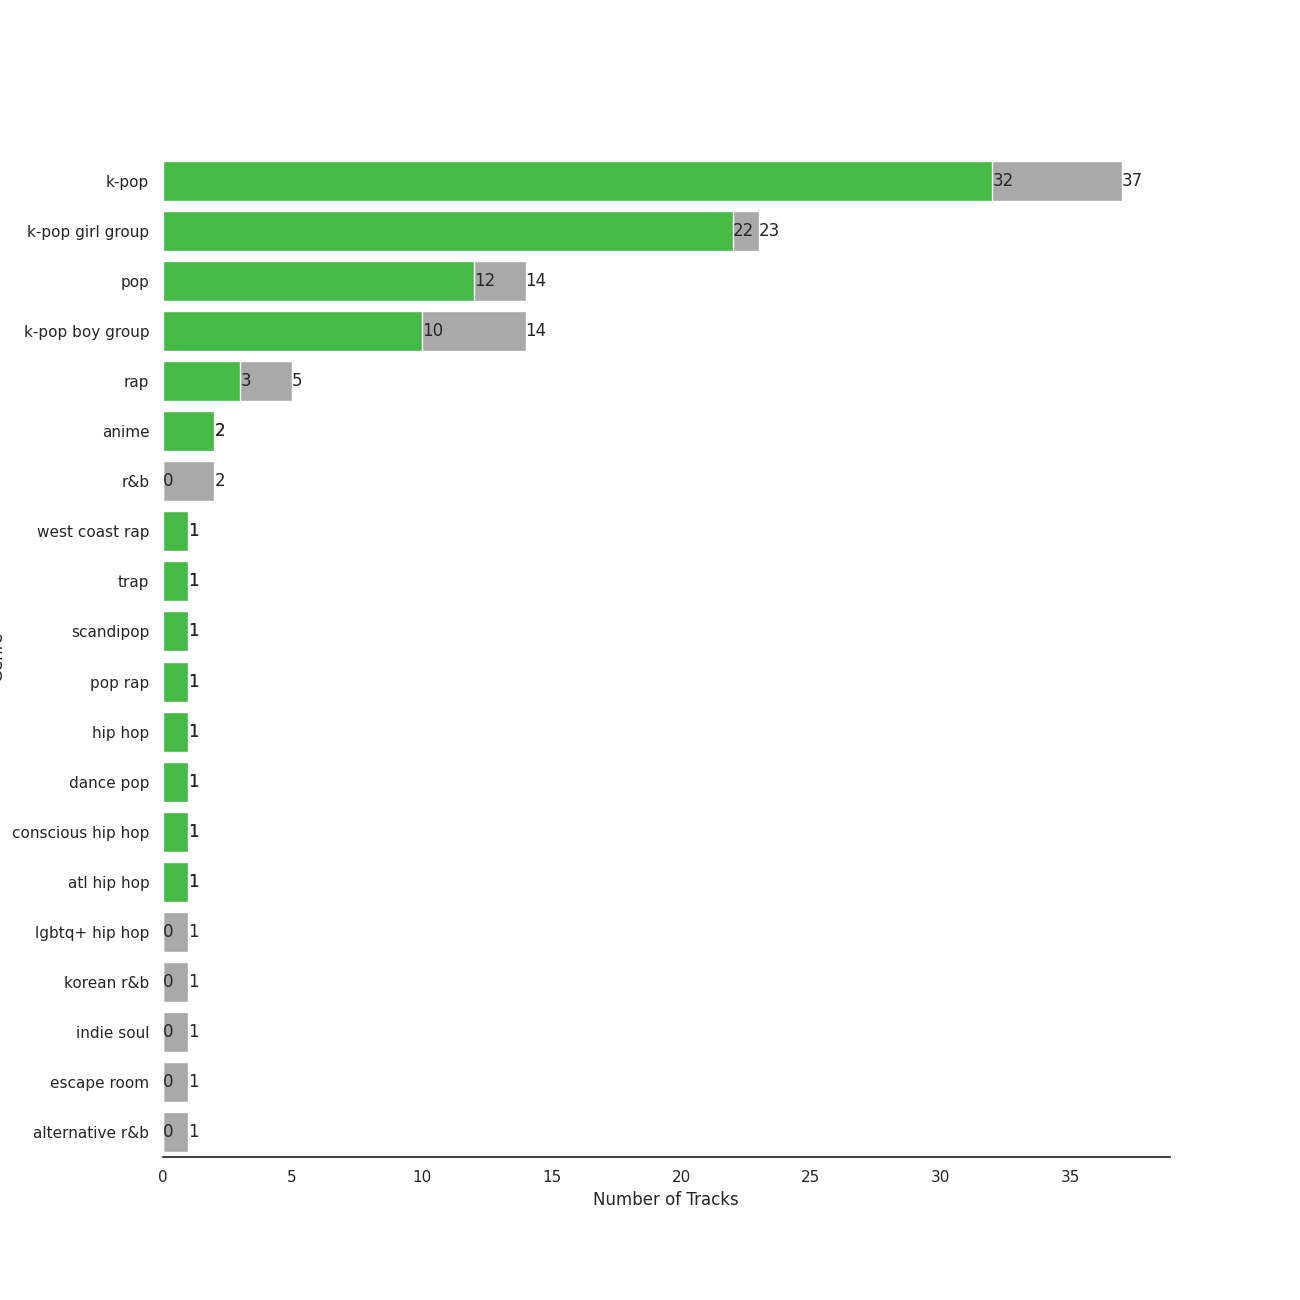 k-pop 32 37
k-pop girl group 22 23
pop 12 14
k-pop boy group 10 14
rap 3 5
anime 2
r&b 0 2
west coast rap 1
trap 1
scandipop 1
pop rap 1
hip hop 1
dance pop 1
conscious hip hop 1
atl hip hop 1
lgbtq+ hip hop 0 1
korean r&b 0 1
indie soul 0 1
escape room 0 1
alternative r&b 0 1
0 5 10 15 20 25 30 35
Number of Tracks